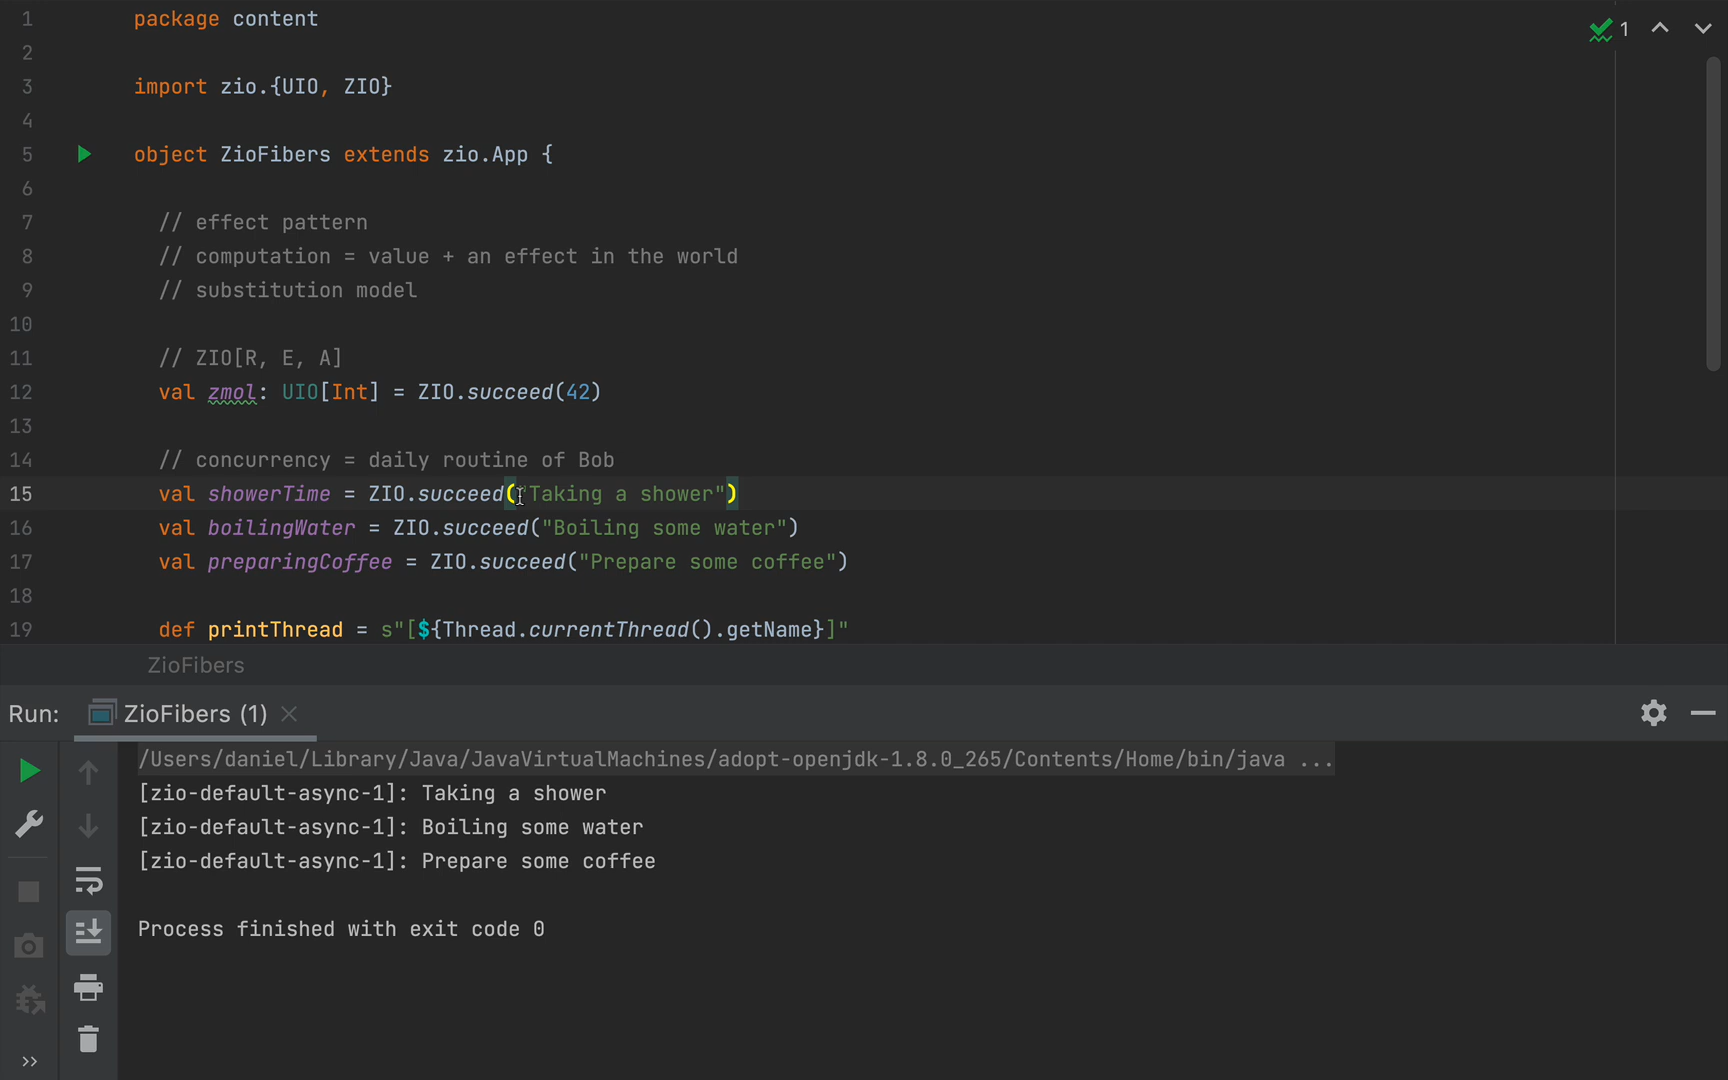 1 package content
2
3 import zio.{UIO, ZIO}
4
5 object ZioFibers extends zio.App {
6
7 // effect pattern
8 // computation = value + an effect in the world
9 // substitution model
10
11 // ZIO[R, E, A]
12 val zmol: UIO[Int] = ZIO.succeed(42)
13
14 // concurrency = daily routine of Bob
15 val showerTime = ZIO.succeed("Taking a shower")
16 val boilingWater = ZIO.succeed("Boiling some water")
17 val preparingCoffee = ZIO.succeed("Prepare some coffee")
18
19 def printThread = s"[${Thread.currentThread().getName}]"
1
ZioFibers
Run: ZioFibers (1)
/Users/daniel/Library/Java/JavaVirtualMachines/adopt-openjdk-1.8.0_265/Contents/Home/bin/java ...
[zio-default-async-1]: Taking a shower
[zio-default-async-1]: Boiling some water
[zio-default-async-1]: Prepare some coffee
Process finished with exit code 0